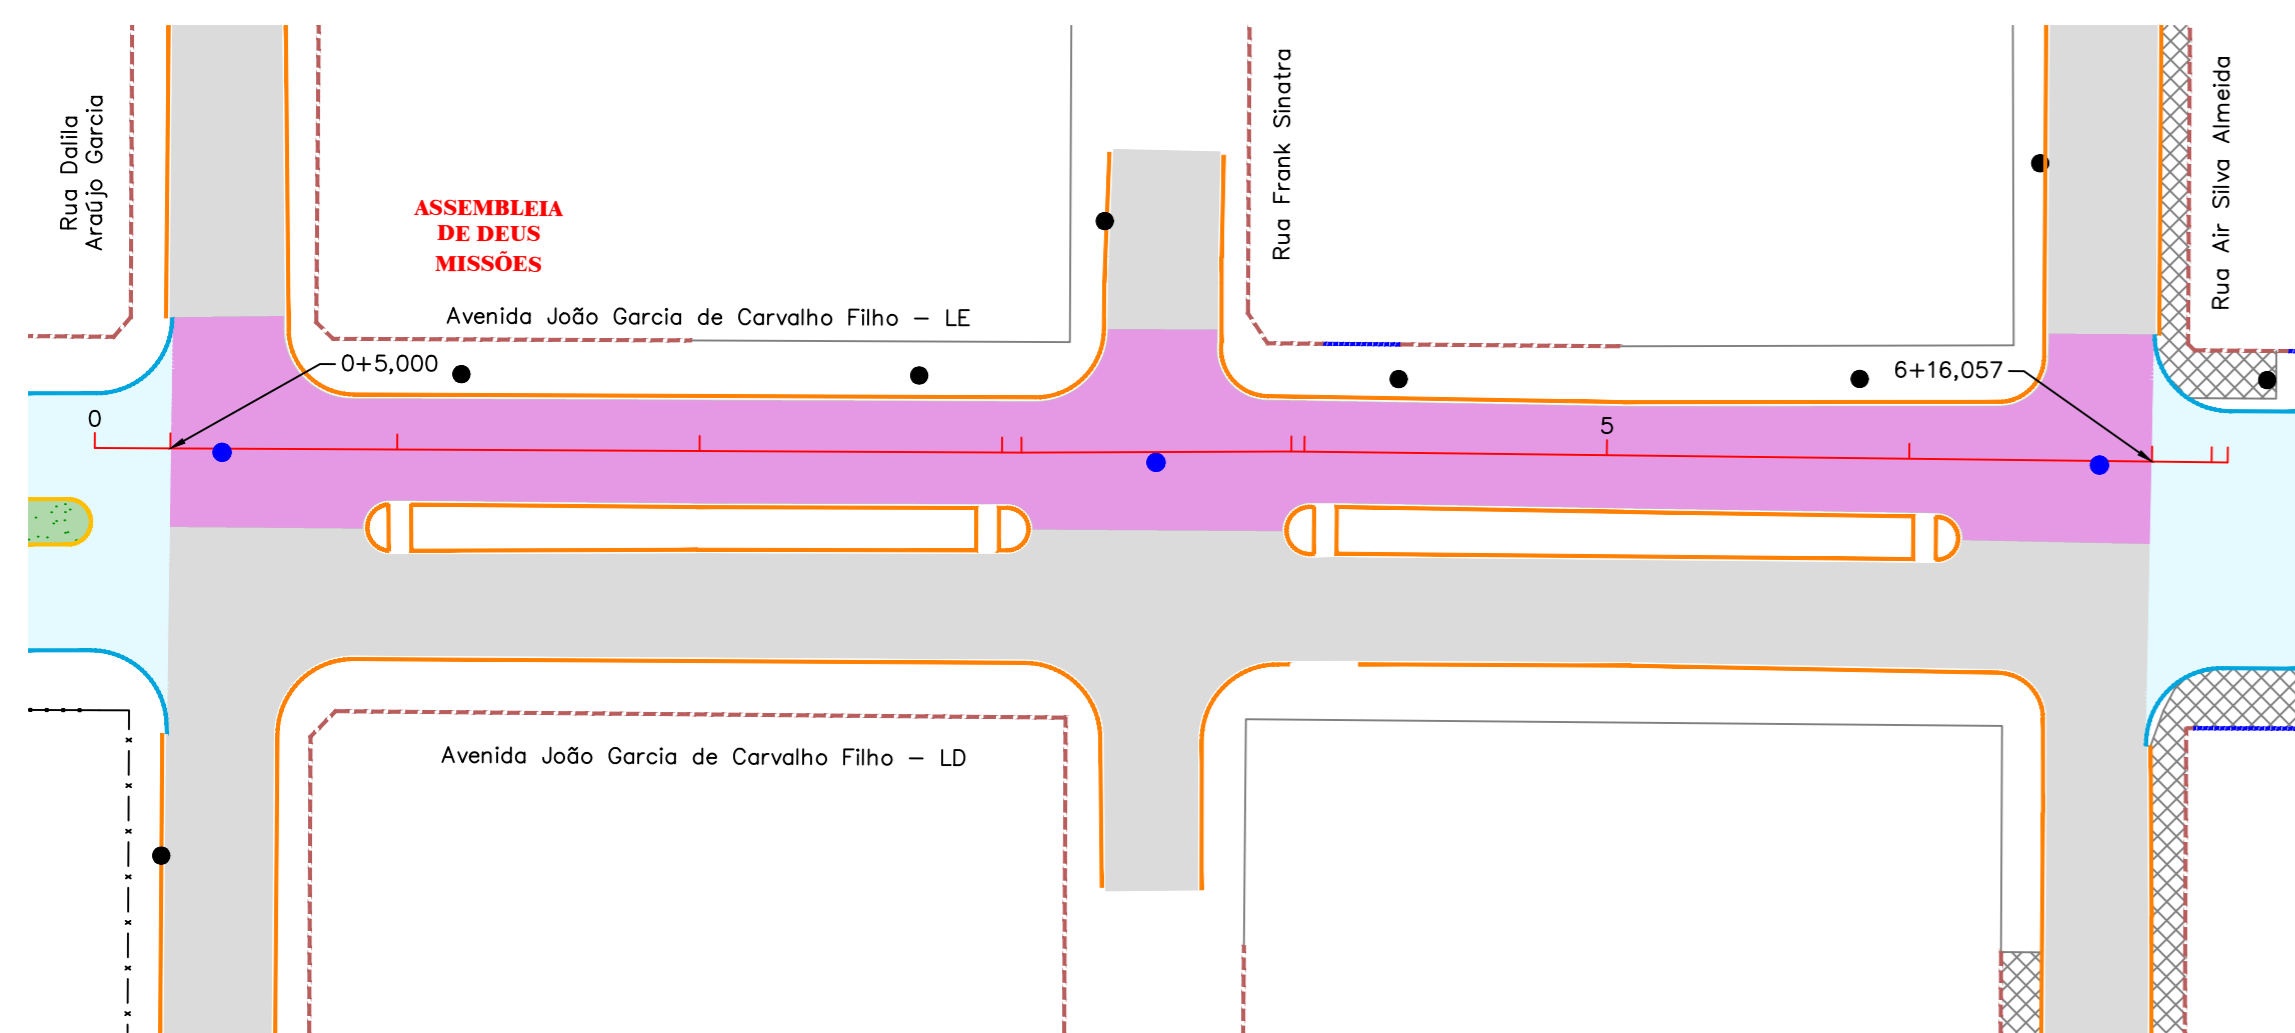 Rua Dalila
Araújo Garcia
ASSEMBLEIA
DE DEUS
MISSÕES
Rua Frank Sinatra
Rua Air Silva Almeida
Avenida João Garcia de Carvalho Filho – LE
0+5,000
6+16,057
0
5
Avenida João Garcia de Carvalho Filho – LD